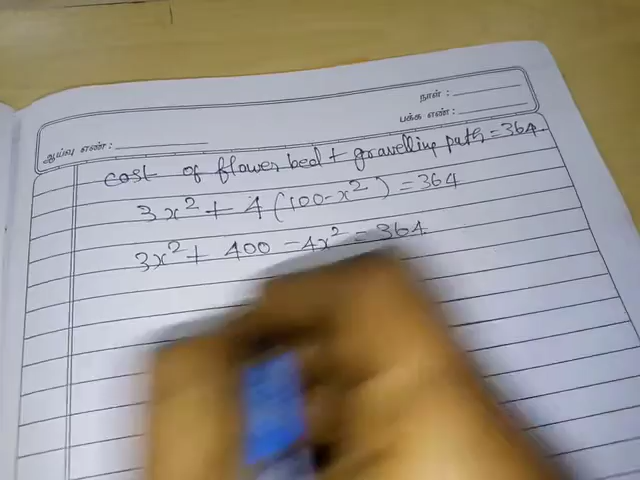 நாள் :
பக்க எண் :
ஆய்வு எண் :
cost of flower bed + gravelling path = 364.
3x² + 4 (100-x²) = 364
3x² + 400 - 4x² = 364